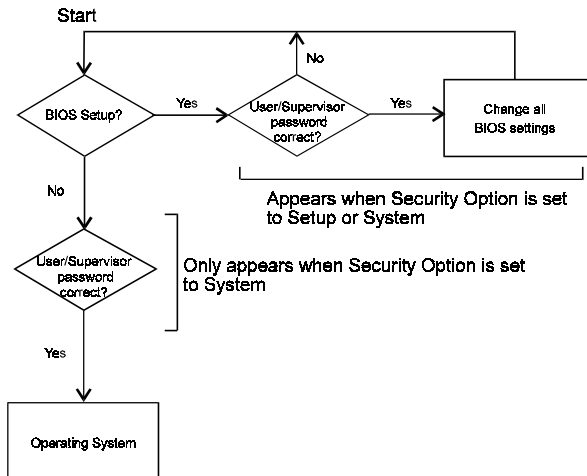 Start
No
BIOS Setup?
Yes
User/Supervisor
password
correct?
Yes
Change all
BIOS settings
No
Appears when Security Option is set
to Setup or System
User/Supervisor
password
correct?
Only appears when Security Option is set
to System
Yes
Operating System